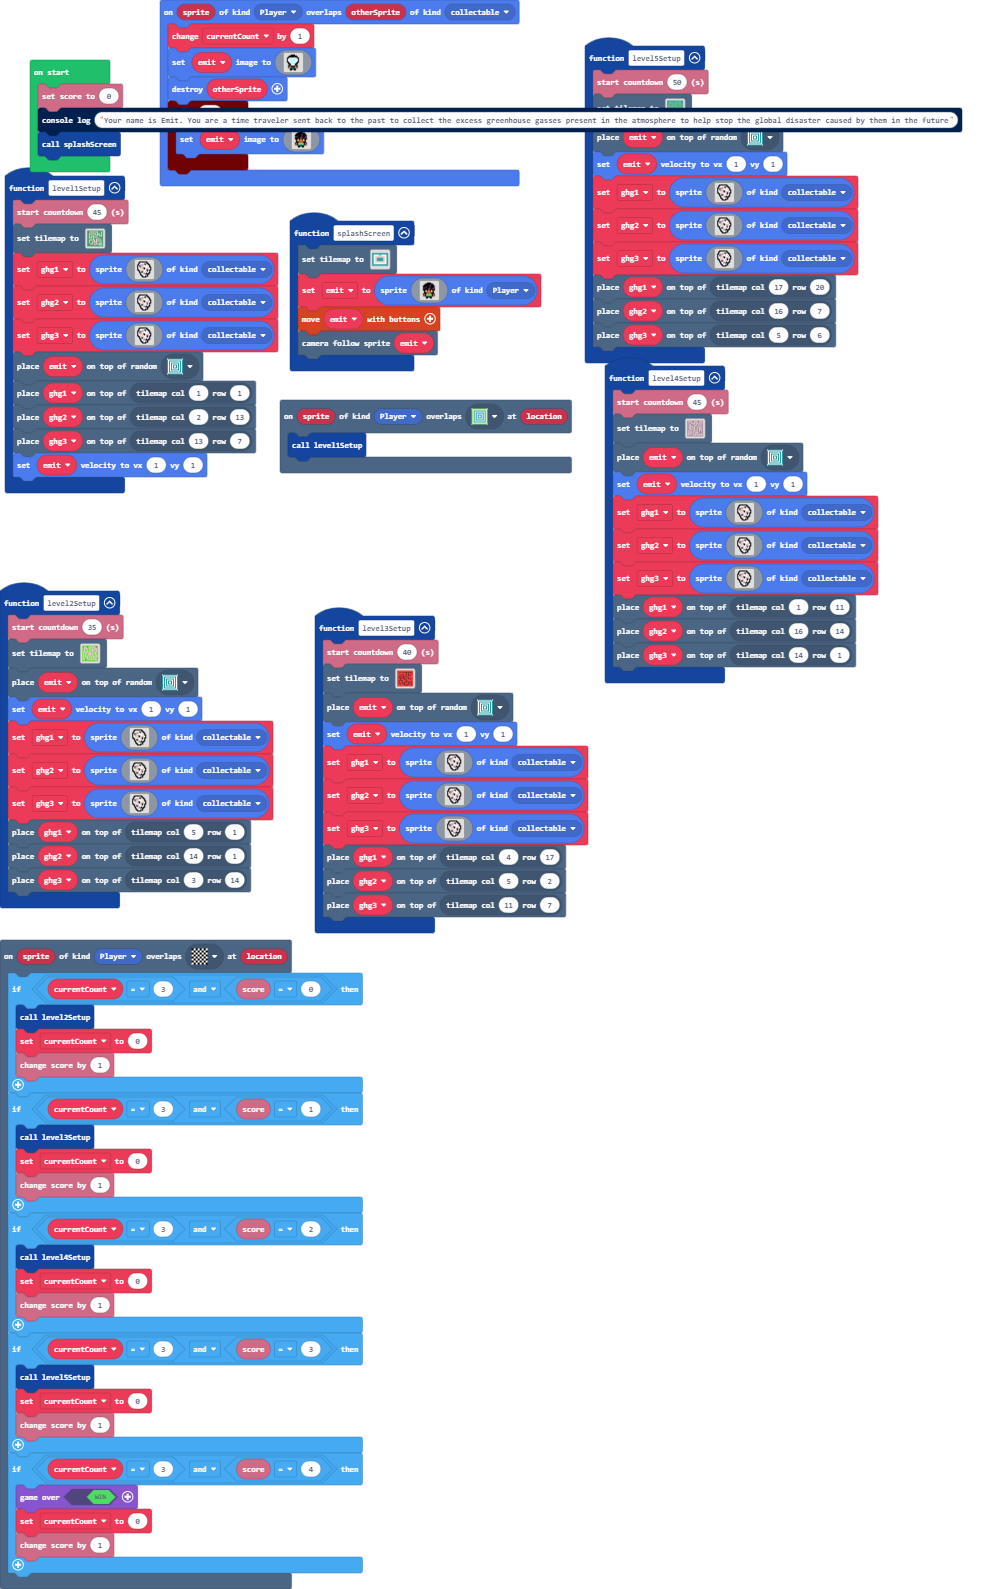 on sprite of kind Player overlaps otherSprite of kind collectable
change currentCount by 1
set emit image to
destroy otherSprite
set emit image to
on start
set score to 0
console log "Your name is Emit. You are a time traveler sent back to the past to collect the excess greenhouse gasses present in the atmosphere to help stop the global disaster caused by them in the future"
call splashScreen
function level1Setup
start countdown 45 (s)
set tilemap to
set ghg1 to sprite of kind collectable
set ghg2 to sprite of kind collectable
set ghg3 to sprite of kind collectable
place emit on top of random
place ghg1 on top of tilemap col 1 row 1
place ghg2 on top of tilemap col 2 row 13
place ghg3 on top of tilemap col 13 row 7
set emit velocity to vx 1 vy 1
function splashScreen
set tilemap to
set emit to sprite of kind Player
move emit with buttons
camera follow sprite emit
on sprite of kind Player overlaps at location
call level1Setup
function level5Setup
start countdown 50 (s)
set tilemap to
place emit on top of random
set emit velocity to vx 1 vy 1
set ghg1 to sprite of kind collectable
set ghg2 to sprite of kind collectable
set ghg3 to sprite of kind collectable
place ghg1 on top of tilemap col 17 row 20
place ghg2 on top of tilemap col 16 row 7
place ghg3 on top of tilemap col 5 row 6
function level4Setup
start countdown 45 (s)
set tilemap to
place emit on top of random
set emit velocity to vx 1 vy 1
set ghg1 to sprite of kind collectable
set ghg2 to sprite of kind collectable
set ghg3 to sprite of kind collectable
place ghg1 on top of tilemap col 1 row 11
place ghg2 on top of tilemap col 16 row 14
place ghg3 on top of tilemap col 14 row 1
function level2Setup
start countdown 35 (s)
set tilemap to
place emit on top of random
set emit velocity to vx 1 vy 1
set ghg1 to sprite of kind collectable
set ghg2 to sprite of kind collectable
set ghg3 to sprite of kind collectable
place ghg1 on top of tilemap col 5 row 1
place ghg2 on top of tilemap col 14 row 1
place ghg3 on top of tilemap col 3 row 14
function level3Setup
start countdown 40 (s)
set tilemap to
place emit on top of random
set emit velocity to vx 1 vy 1
set ghg1 to sprite of kind collectable
set ghg2 to sprite of kind collectable
set ghg3 to sprite of kind collectable
place ghg1 on top of tilemap col 4 row 17
place ghg2 on top of tilemap col 5 row 2
place ghg3 on top of tilemap col 11 row 7
on sprite of kind Player overlaps at location
if currentCount = 3 and score = 0 then
call level2Setup
set currentCount to 0
change score by 1
if currentCount = 3 and score = 1 then
call level3Setup
set currentCount to 0
change score by 1
if currentCount = 3 and score = 2 then
call level4Setup
set currentCount to 0
change score by 1
if currentCount = 3 and score = 3 then
call level5Setup
set currentCount to 0
change score by 1
if currentCount = 3 and score = 4 then
game over WIN
set currentCount to 0
change score by 1